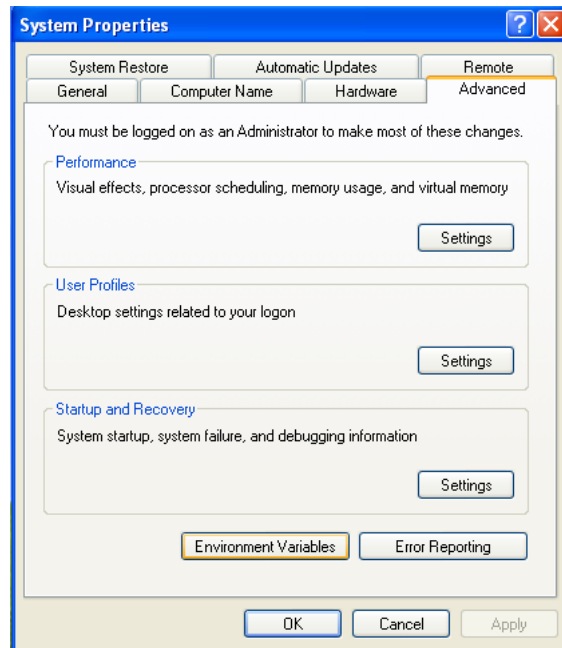 System Properties
System Restore Automatic Updates Remote
General Computer Name Hardware Advanced
You must be logged on as an Administrator to make most of these changes.
Performance
Visual effects, processor scheduling, memory usage, and virtual memory
Settings
User Profiles
Desktop settings related to your logon
Settings
Startup and Recovery
System startup, system failure, and debugging information
Settings
Environment Variables Error Reporting
OK Cancel Apply